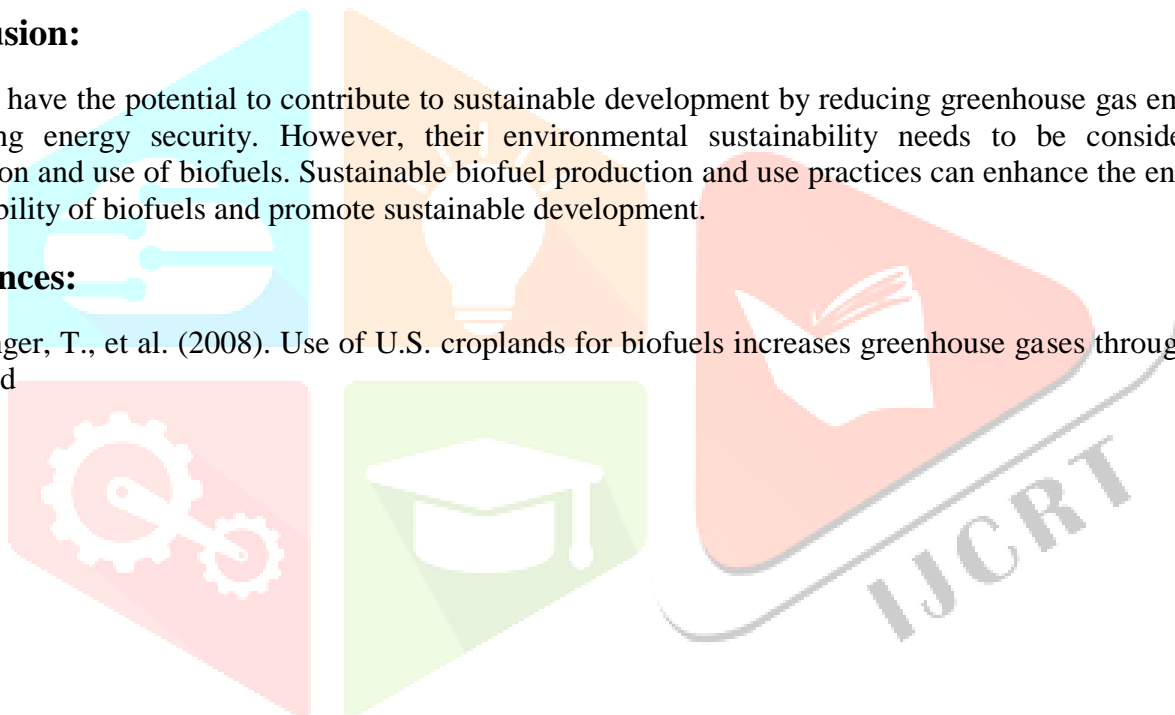 usion:
have the potential to contribute to sustainable development by reducing greenhouse gas en
ng energy security. However, their environmental sustainability needs to be conside
on and use of biofuels. Sustainable biofuel production and use practices can enhance the en
bility of biofuels and promote sustainable development.
nces:
nger, T., et al. (2008). Use of U.S. croplands for biofuels increases greenhouse gases throug
d
IJCRT